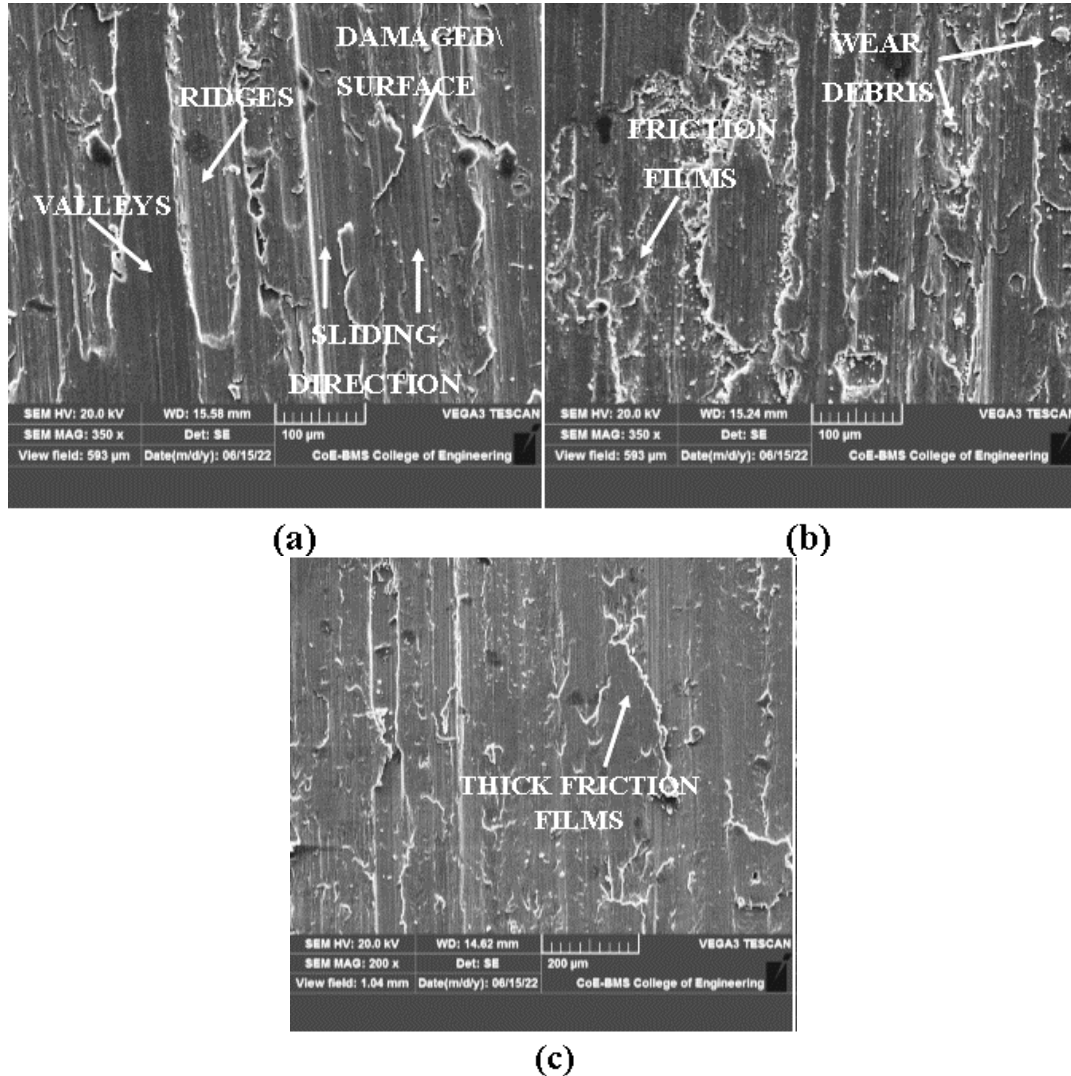 DAMAGED\
SURFACE
RIDGES
VALLEYS
SLIDING
DIRECTION
SEM HV: 20.0 kV WD: 15.58 mm VEGA3 TESCAN
SEM MAG: 350 x Det: SE 100 µm
View field: 593 µm Date(m/d/y): 06/15/22 CoE-BMS College of Engineering
(a)
WEAR
DEBRIS
FRICTION
FILMS
SEM HV: 20.0 kV WD: 15.24 mm VEGA3 TESCAN
SEM MAG: 350 x Det: SE 100 µm
View field: 593 µm Date(m/d/y): 06/15/22 CoE-BMS College of Engineering
(b)
THICK FRICTION
FILMS
SEM HV: 20.0 kV WD: 14.62 mm VEGA3 TESCAN
SEM MAG: 200 x Det: SE 200 µm
View field: 1.04 mm Date(m/d/y): 06/15/22 CoE-BMS College of Engineering
(c)